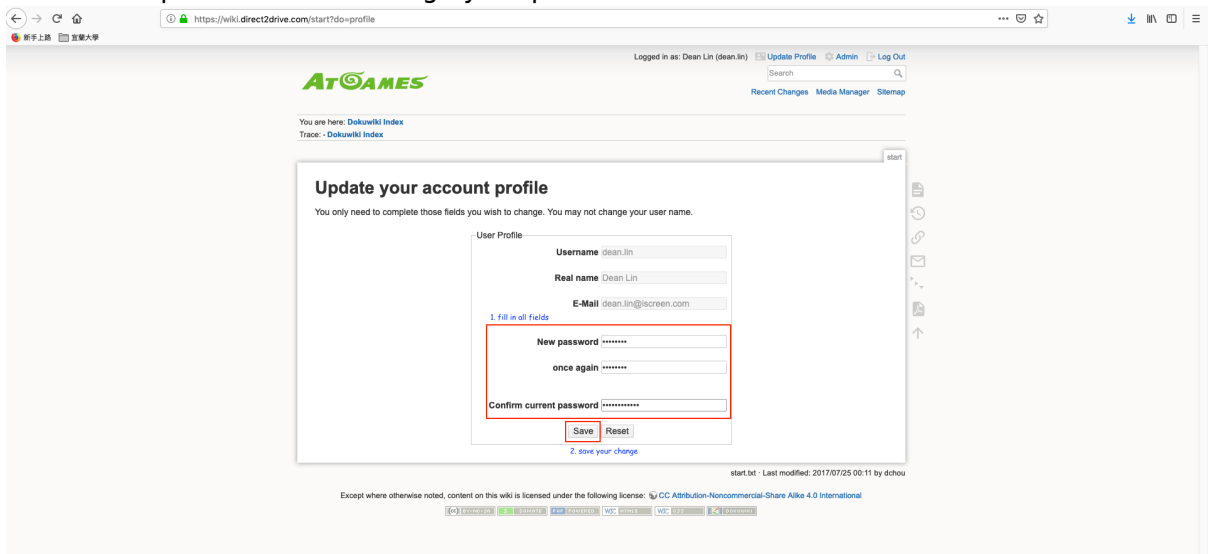 https://wiki.direct2drive.com/start?do=profile
新手上路 宜蘭大學
Logged in as: Dean Lin (dean.lin) Update Profile Admin Log Out
ATGAMES
Search
Recent Changes Media Manager Sitemap
You are here: Dokuwiki Index
Trace: · Dokuwiki Index
start
Update your account profile
You only need to complete those fields you wish to change. You may not change your user name.
User Profile
Username dean.lin
Real name Dean Lin
E-Mail dean.lin@iscreen.com
1. fill in all fields
New password ••••••••
once again ••••••••
Confirm current password ••••••••••••
Save Reset
2. save your change
start.txt · Last modified: 2017/07/25 00:11 by dchou
Except where otherwise noted, content on this wiki is licensed under the following license: CC Attribution-Noncommercial-Share Alike 4.0 International